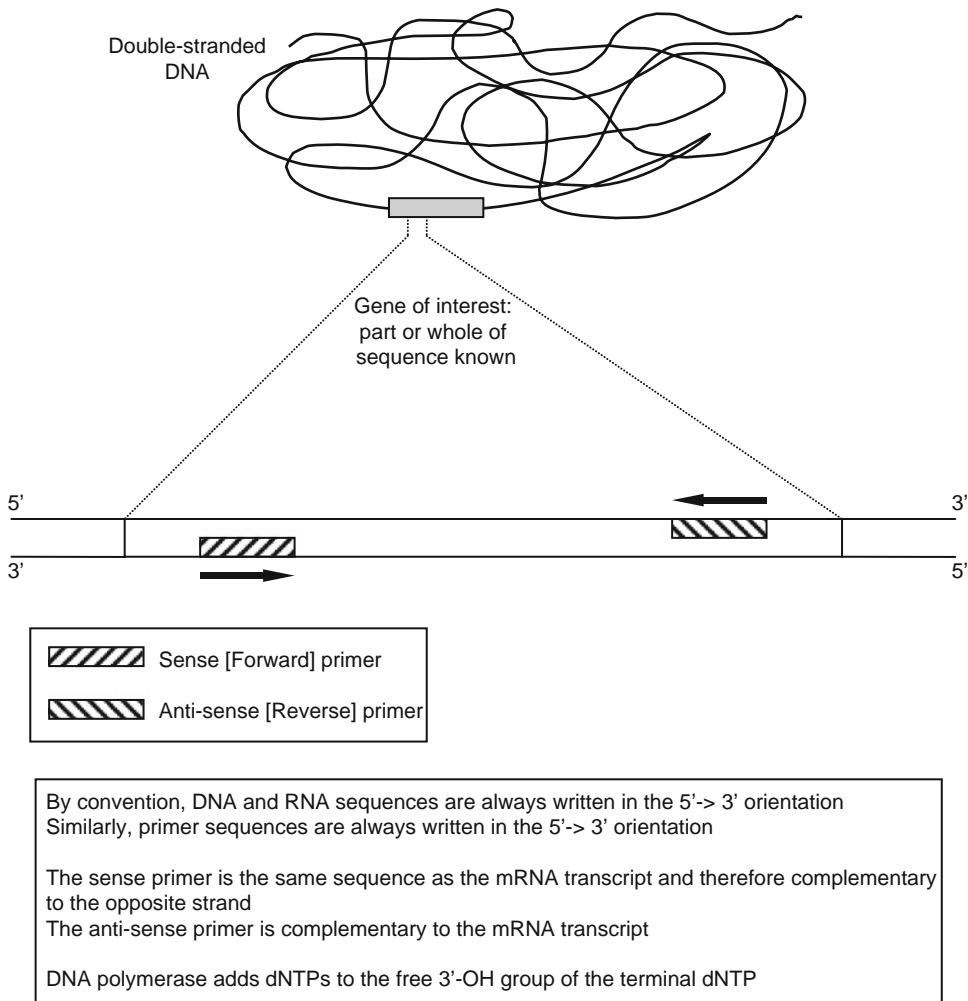 Double-stranded
DNA
Gene of interest:
part or whole of
sequence known
5’
3’
3’
5’
Sense [Forward] primer
Anti-sense [Reverse] primer
By convention, DNA and RNA sequences are always written in the 5’-> 3’ orientation
Similarly, primer sequences are always written in the 5’-> 3’ orientation
The sense primer is the same sequence as the mRNA transcript and therefore complementary
to the opposite strand
The anti-sense primer is complementary to the mRNA transcript
DNA polymerase adds dNTPs to the free 3’-OH group of the terminal dNTP